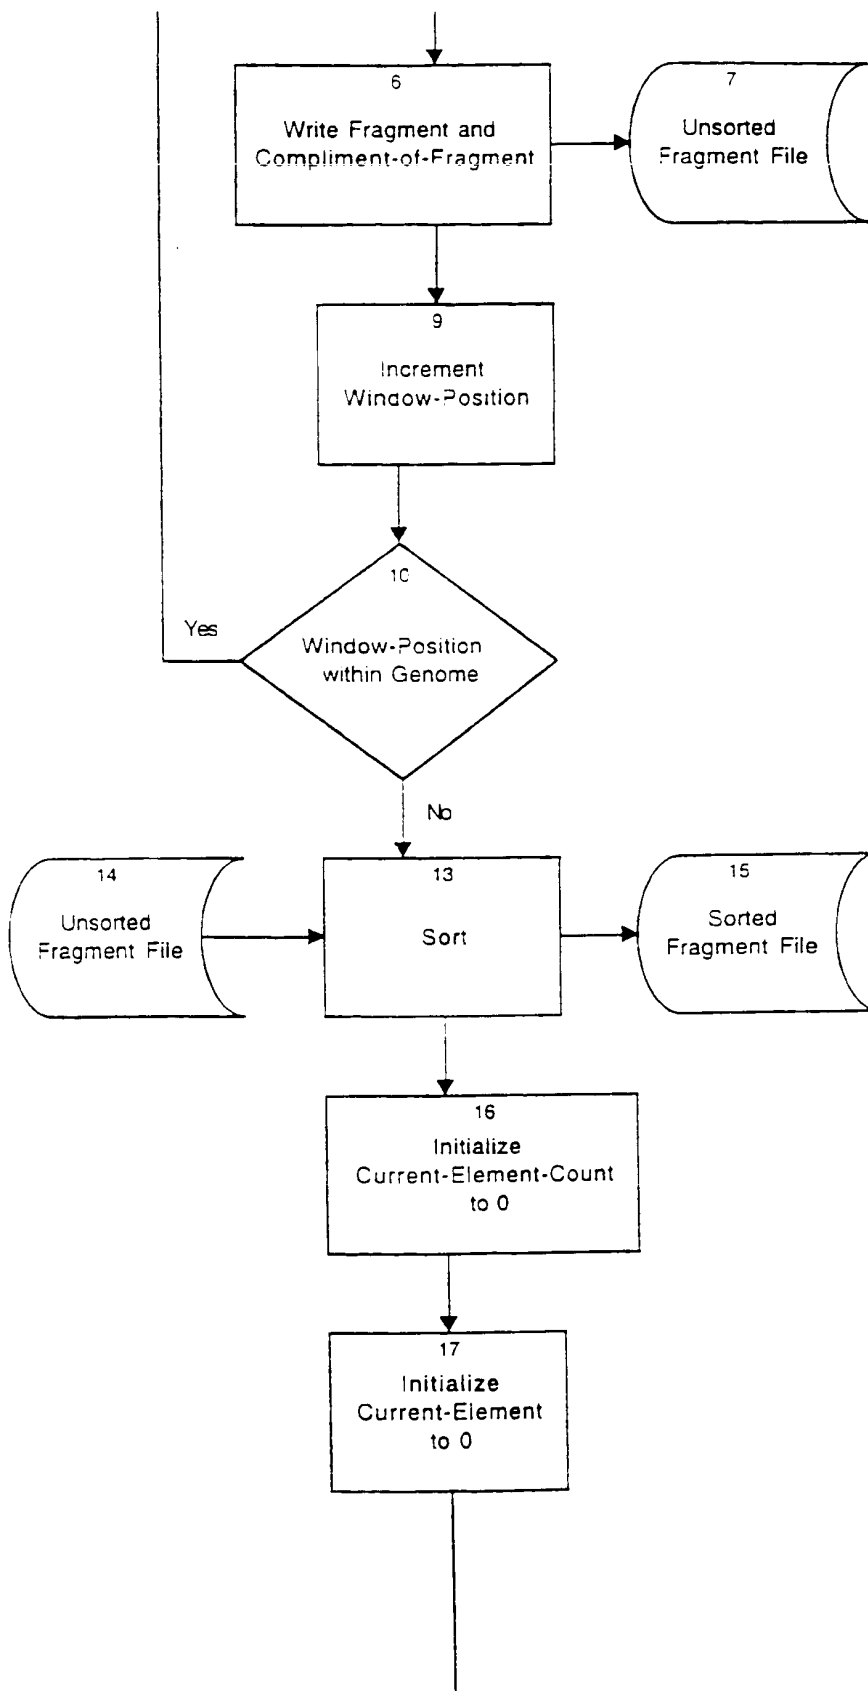 6
Write Fragment and
Compliment-of-Fragment
7
Unsorted
Fragment File
9
Increment
Window-Position
10
Window-Position
within Genome
Yes
No
14
Unsorted
Fragment File
13
Sort
15
Sorted
Fragment File
16
Initialize
Current-Element-Count
to 0
17
Initialize
Current-Element
to 0